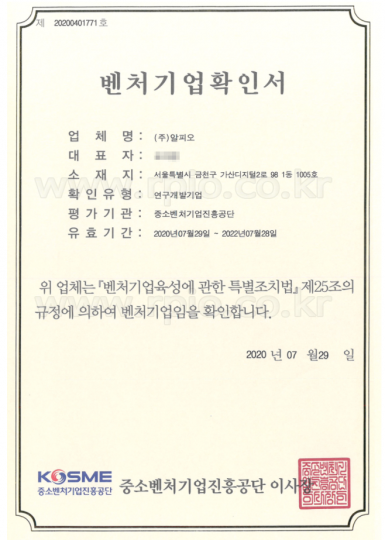 제 20200401771 호
벤처기업확인서
업 체 명 : (주)알피오
대 표 자 :
소 재 지 : 서울특별시 금천구 가산디지털2로 98 1동 1005호
확 인 유 형 : 연구개발기업
평 가 기 관 : 중소벤처기업진흥공단
유 효 기 간 : 2020년07월29일 ~ 2022년07월28일
www.rpio.co.kr
위 업체는 『벤처기업육성에 관한 특별조치법』 제25조의
규정에 의하여 벤처기업임을 확인합니다.
2020 년 07 월29 일
KOSME
중소벤처기업진흥공단
중소벤처기업진흥공단 이사장